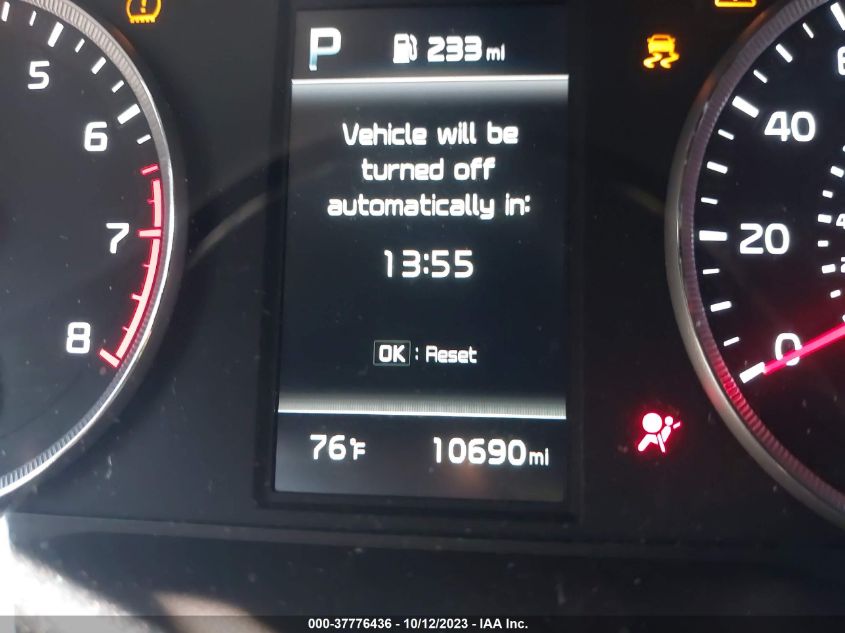 P 233 mi
Vehicle will be
turned off
automatically in:
13:55
OK : Reset
76°F 10690 mi
5
6
7
8
40
20
0
000-37776436 - 10/12/2023 - IAA Inc.